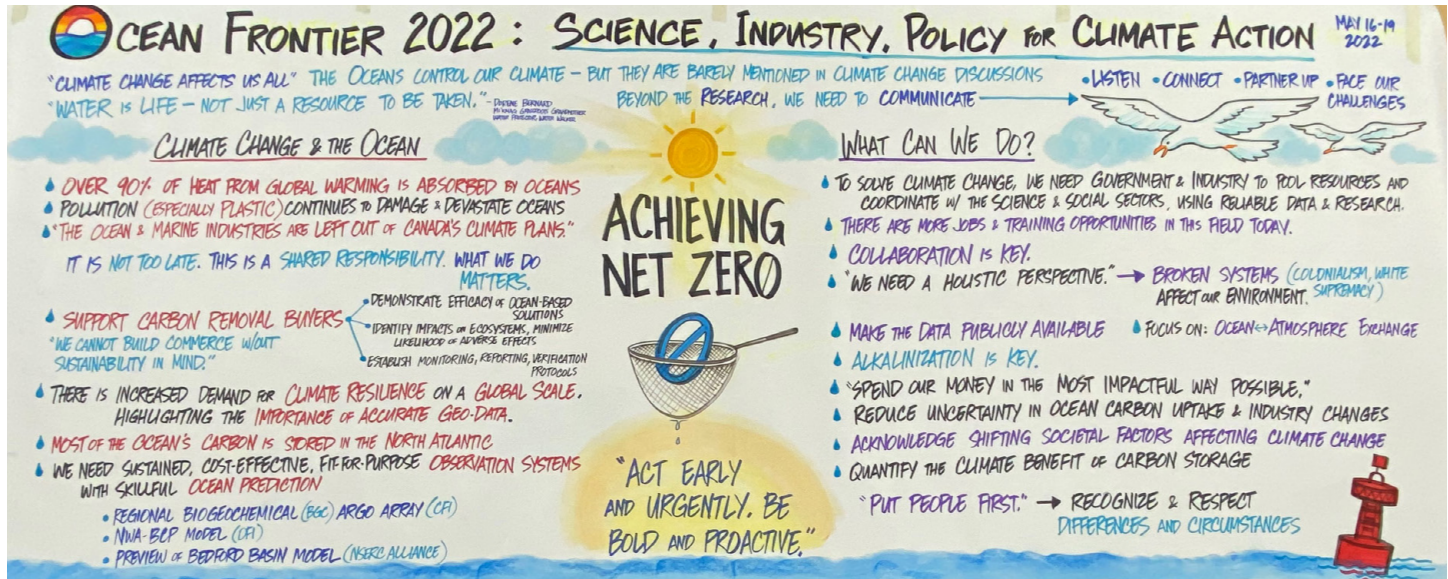 OCEAN FRONTIER 2022 : SCIENCE, INDUSTRY, POLICY FOR CLIMATE ACTION
MAY 16-19
2022
"CLIMATE CHANGE AFFECTS US ALL" THE OCEANS CONTROL OUR CLIMATE – BUT THEY ARE BARELY MENTIONED IN CLIMATE CHANGE DISCUSSIONS
"WATER IS LIFE – NOT JUST A RESOURCE TO BE TAKEN."
BEYOND THE RESEARCH, WE NEED TO COMMUNICATE →
• LISTEN • CONNECT • PARTNER UP • FACE OUR
CHALLENGES
CLIMATE CHANGE & THE OCEAN
OVER 90% OF HEAT FROM GLOBAL WARMING IS ABSORBED BY OCEANS
POLLUTION (ESPECIALLY PLASTIC) CONTINUES TO DAMAGE & DEVASTATE OCEANS
"THE OCEAN & MARINE INDUSTRIES ARE LEFT OUT OF CANADA'S CLIMATE PLANS."
IT IS NOT TOO LATE. THIS IS A SHARED RESPONSIBILITY. WHAT WE DO
MATTERS.
SUPPORT CARBON REMOVAL BUYERS
• DEMONSTRATE EFFICACY OF OCEAN-BASED
SOLUTIONS
• IDENTIFY IMPACTS ON ECOSYSTEMS, MINIMIZE
LIKELIHOOD OF ADVERSE EFFECTS
• ESTABLISH MONITORING, REPORTING, VERIFICATION
PROTOCOLS
"WE CANNOT BUILD COMMERCE W/OUT
SUSTAINABILITY IN MIND."
THERE IS INCREASED DEMAND FOR CLIMATE RESILIENCE ON A GLOBAL SCALE.
HIGHLIGHTING THE IMPORTANCE OF ACCURATE GEO-DATA.
MOST OF THE OCEAN'S CARBON IS STORED IN THE NORTH ATLANTIC
WE NEED SUSTAINED, COST-EFFECTIVE, FIT-FOR-PURPOSE OBSERVATION SYSTEMS
WITH SKILLFUL OCEAN PREDICTION
• REGIONAL BIOGEOCHEMICAL (BGC) ARGO ARRAY (CFI)
• NWA-BCP MODEL (OFI)
• PREVIEW OF BEDFORD BASIN MODEL (NSERC ALLIANCE)
ACHIEVING
NET ZERO
"ACT EARLY
AND URGENTLY. BE
BOLD AND PROACTIVE."
WHAT CAN WE DO?
TO SOLVE CLIMATE CHANGE, WE NEED GOVERNMENT & INDUSTRY TO POOL RESOURCES AND
COORDINATE W/ THE SCIENCE & SOCIAL SECTORS, USING RELIABLE DATA & RESEARCH.
THERE ARE MORE JOBS & TRAINING OPPORTUNITIES IN THIS FIELD TODAY.
COLLABORATION IS KEY.
"WE NEED A HOLISTIC PERSPECTIVE." → BROKEN SYSTEMS (COLONIALISM, WHITE
SUPREMACY)
AFFECT OUR ENVIRONMENT.
MAKE THE DATA PUBLICLY AVAILABLE
FOCUS ON: OCEAN↔ATMOSPHERE EXCHANGE
ALKALINIZATION IS KEY.
"SPEND OUR MONEY IN THE MOST IMPACTFUL WAY POSSIBLE."
REDUCE UNCERTAINTY IN OCEAN CARBON UPTAKE & INDUSTRY CHANGES
ACKNOWLEDGE SHIFTING SOCIETAL FACTORS AFFECTING CLIMATE CHANGE
QUANTIFY THE CLIMATE BENEFIT OF CARBON STORAGE
"PUT PEOPLE FIRST." → RECOGNIZE & RESPECT
DIFFERENCES AND CIRCUMSTANCES